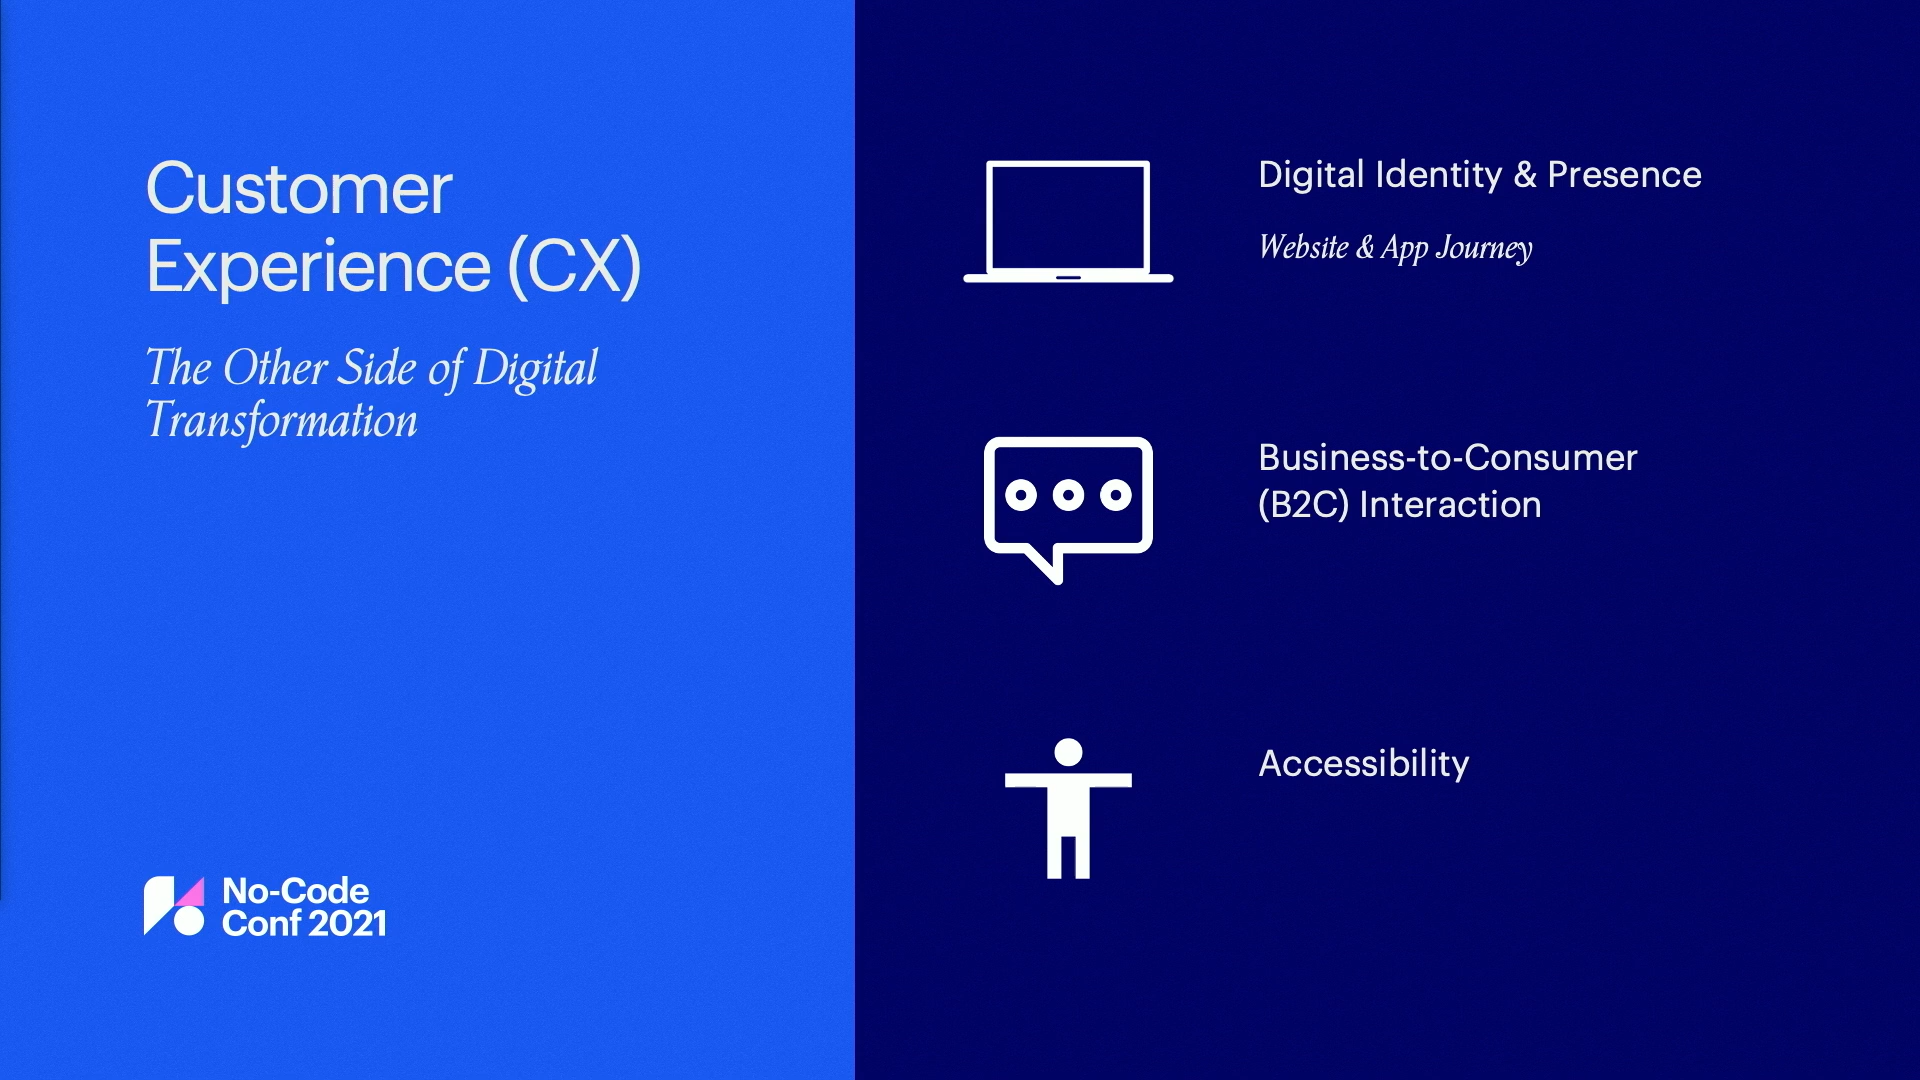 Customer
Experience (CX)
The Other Side of Digital
Transformation
No-Code
Conf 2021
Digital Identity & Presence
Website & App Journey
Business-to-Consumer
(B2C) Interaction
Accessibility